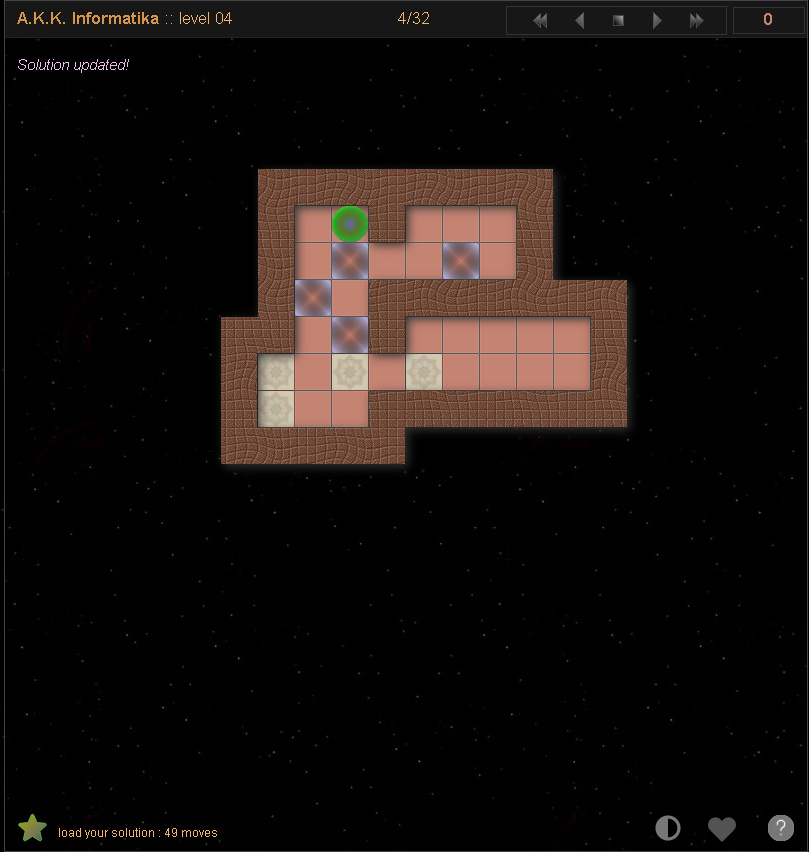 A.K.K. Informatika :: level 04 4/32 0
Solution updated!
load your solution : 49 moves ?